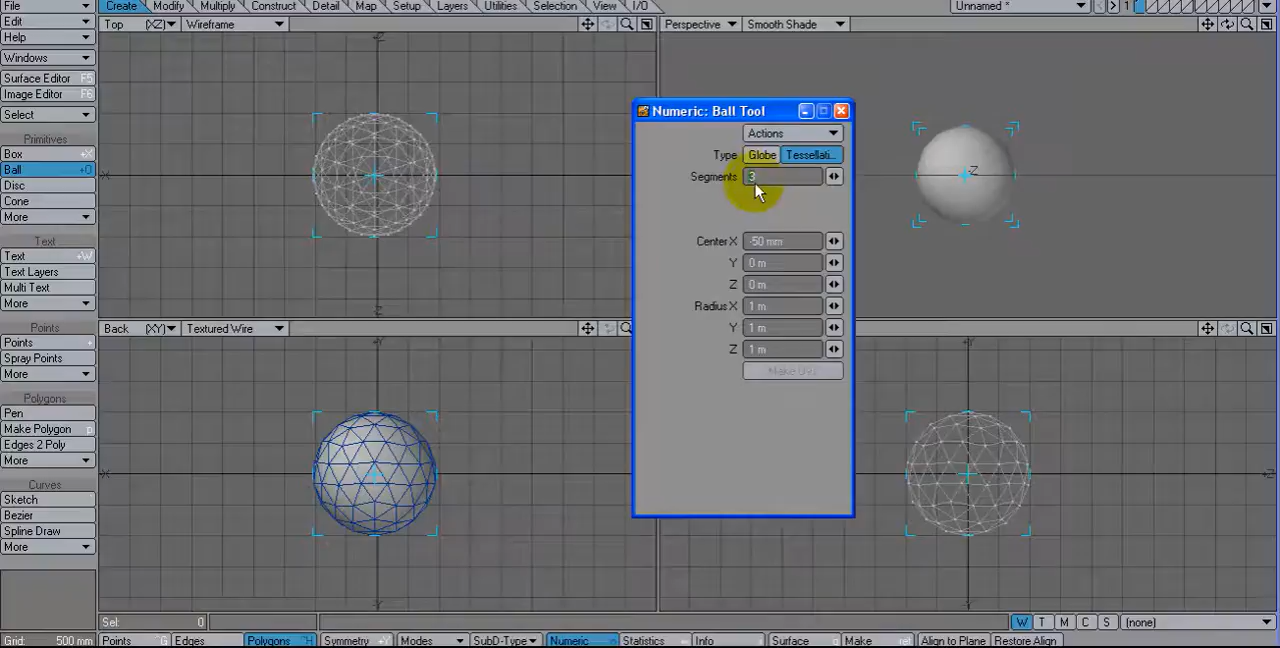 File
Create Modify Multiply Construct Detail Map Setup Layers Utilities Selection View I/O
Unnamed *
1
Edit
Help
Windows
Surface Editor F5
Image Editor F6
Select
Primitives
Box +X
Ball +O
Disc
Cone
More
Text
Text +W
Text Layers
Multi Text
More
Points
Points +
Spray Points
More
Polygons
Pen
Make Polygon p
Edges 2 Poly
More
Curves
Sketch
Bezier
Spline Draw
More
Top (XZ) Wireframe
Perspective Smooth Shade
Z
X
Z
Z
Back (XY) Textured Wire
Y
X
Y
Y
Z
Y
Numeric: Ball Tool
Actions
Type Globe Tessellati...
Segments 3
Center X -50 mm
Y 0 m
Z 0 m
Radius X 1 m
Y 1 m
Z 1 m
Sel: 0
W T M C S (none)
Grid: 500 mm
Points ^G Edges Polygons ^H Symmetry +Y Modes SubD-Type Numeric n Statistics Info i Surface q Make ret Align to Plane Restore Align